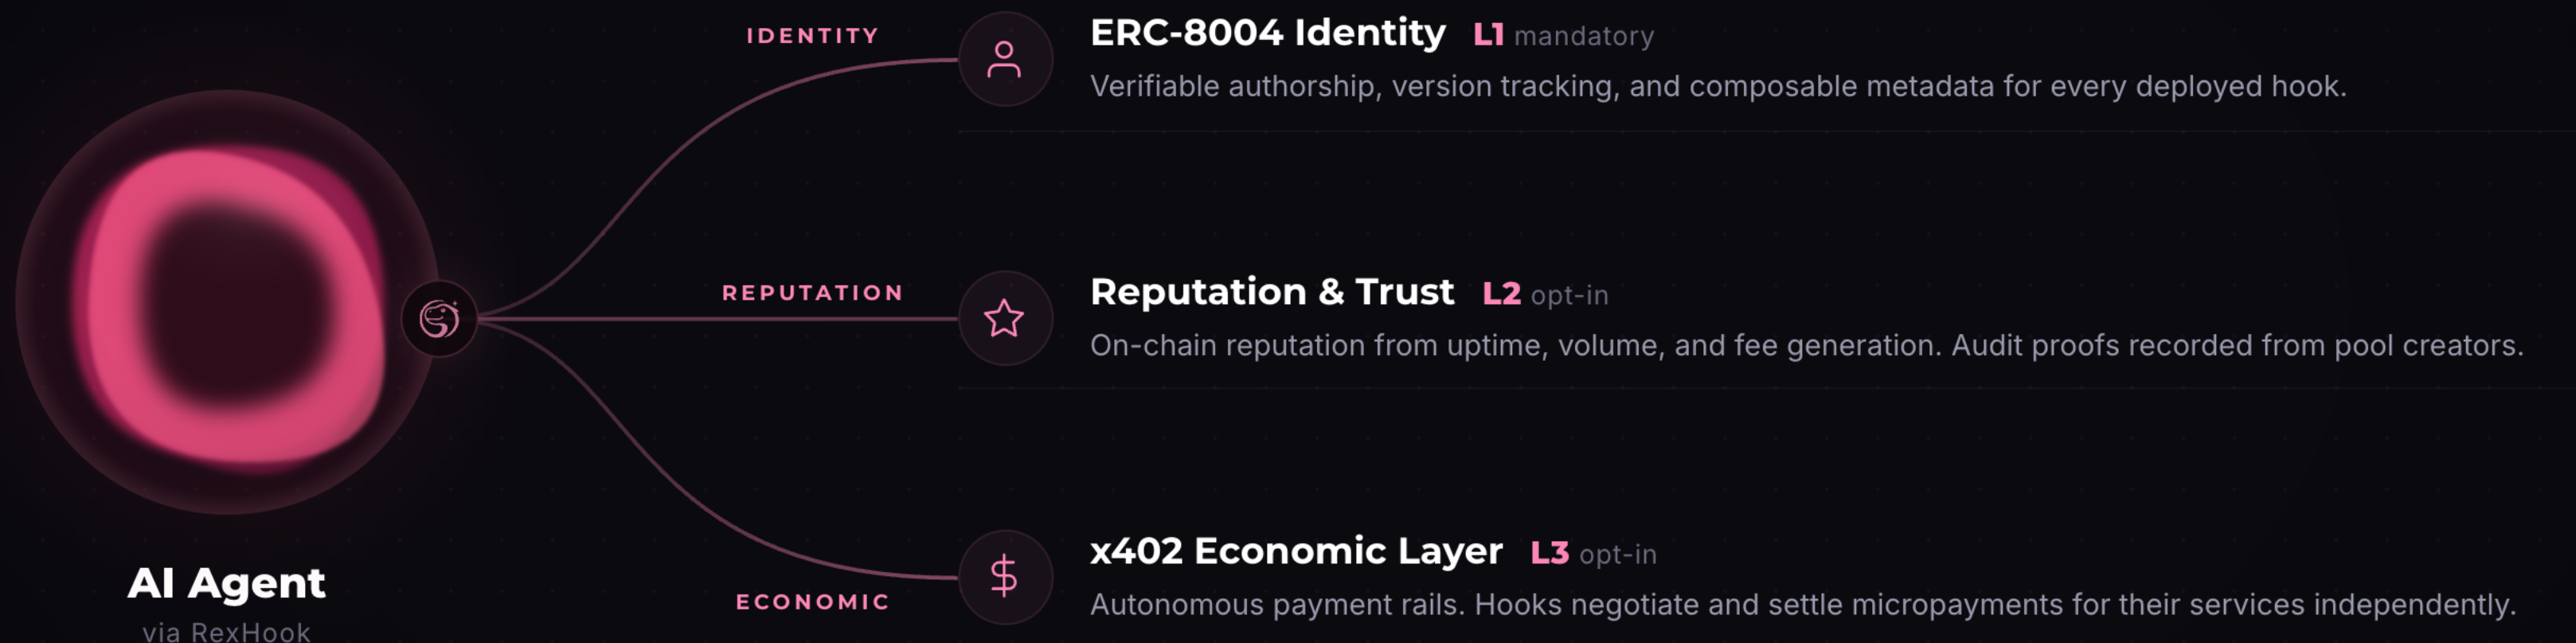 IDENTITY
ERC-8004 Identity L1 mandatory
Verifiable authorship, version tracking, and composable metadata for every deployed hook.
REPUTATION
Reputation & Trust L2 opt-in
On-chain reputation from uptime, volume, and fee generation. Audit proofs recorded from pool creators.
ECONOMIC
x402 Economic Layer L3 opt-in
Autonomous payment rails. Hooks negotiate and settle micropayments for their services independently.
AI Agent
via RexHook